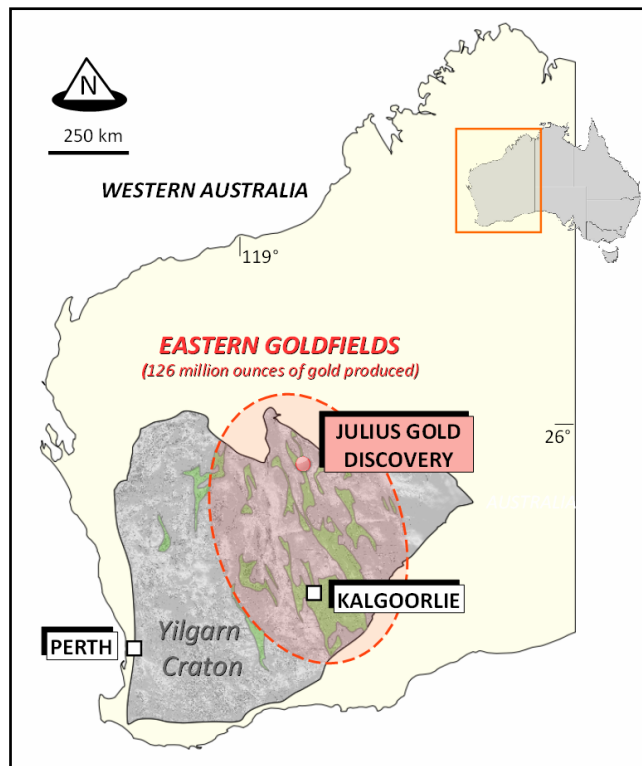 N
250 km
WESTERN AUSTRALIA
119°
EASTERN GOLDFIELDS
(126 million ounces of gold produced)
26°
JULIUS GOLD
DISCOVERY
AUSTRALIA
KALGOORLIE
PERTH
Yilgarn
Craton